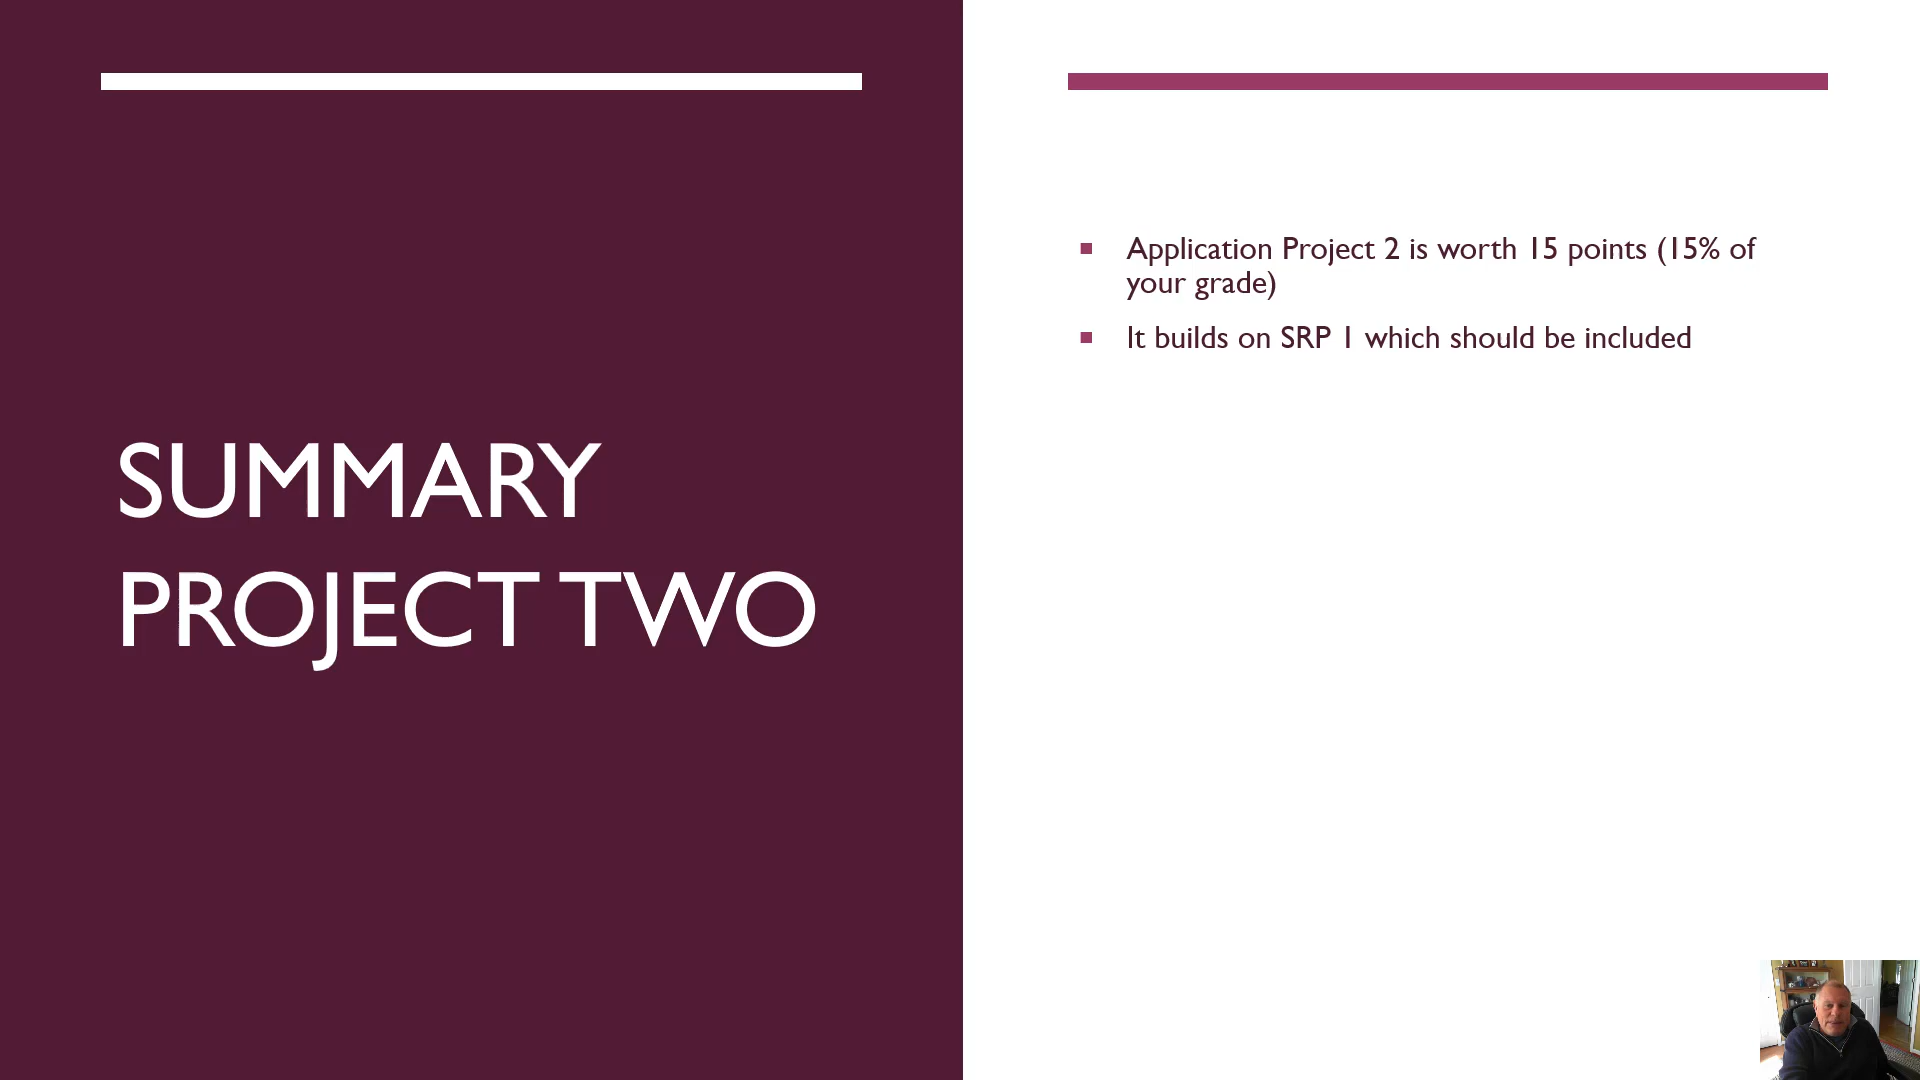 SUMMARY
PROJECT TWO
Application Project 2 is worth 15 points (15% of
your grade)
It builds on SRP 1 which should be included